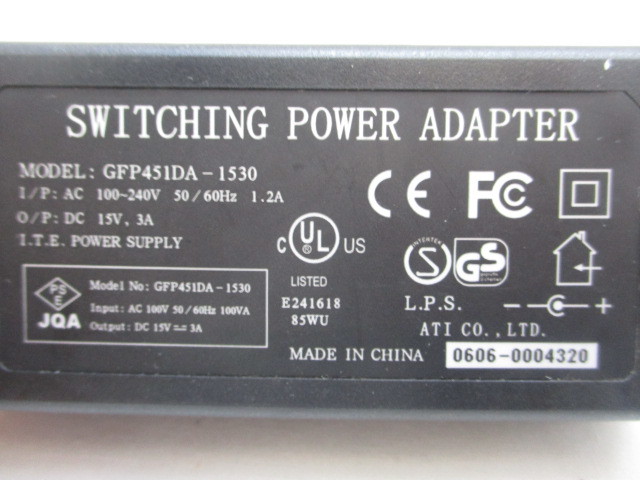 SWITCHING POWER ADAPTER
MODEL: GFP451DA-1530
I/P: AC 100~240V 50/60Hz 1.2A
O/P: DC 15V, 3A
I.T.E. POWER SUPPLY
CE FC
PSE
JQA
Model No: GFP451DA-1530
Input: AC 100V 50/60Hz 100VA
Output: DC 15V⎓3A
C UL US
LISTED
E241618
85WU
S GS
L.P.S.
ATI CO., LTD.
MADE IN CHINA 0606-0004320